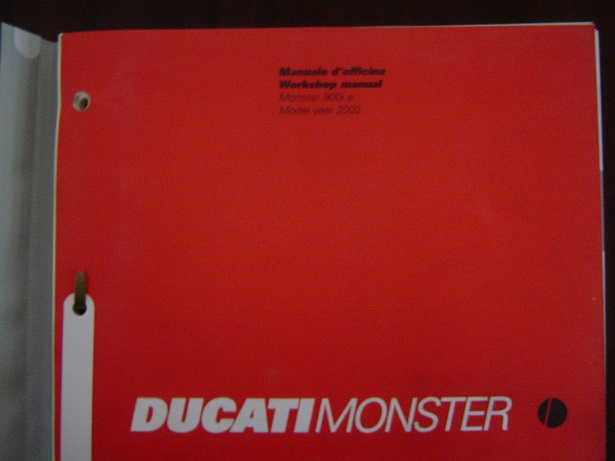 Manuale d'officina
Workshop manual
Monster 900i.e.
Model year 2002
DUCATIMONSTER